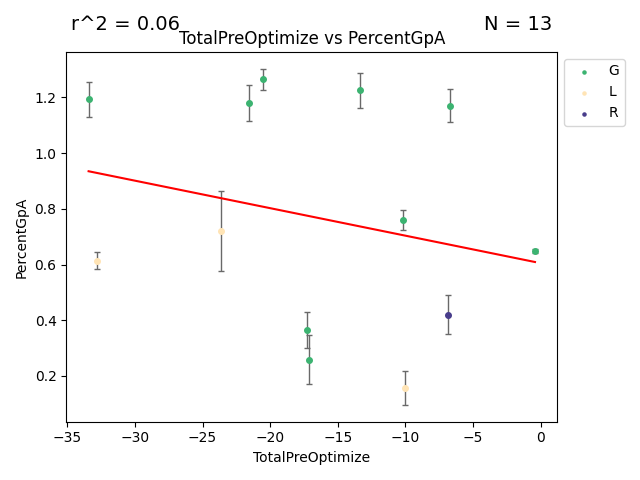 r^2 = 0.06
N = 13
TotalPreOptimize vs PercentGpA
G
L
R
1.2
1.0
0.8
0.6
0.4
0.2
PercentGpA
−35
−30
−25
−20
−15
−10
−5
0
TotalPreOptimize